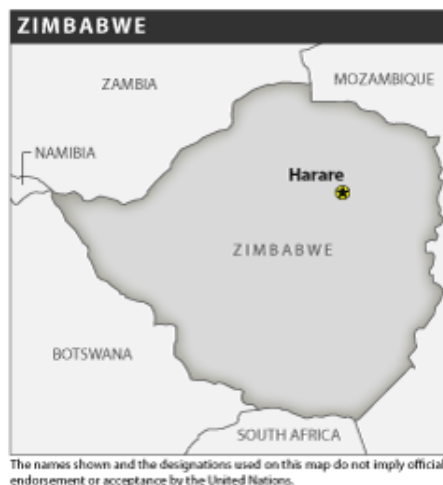 ZIMBABWE
ZAMBIA
MOZAMBIQUE
NAMIBIA
Harare
ZIMBABWE
BOTSWANA
SOUTH AFRICA
The names shown and the designations used on this map do not imply official
endorsement or acceptance by the United Nations.